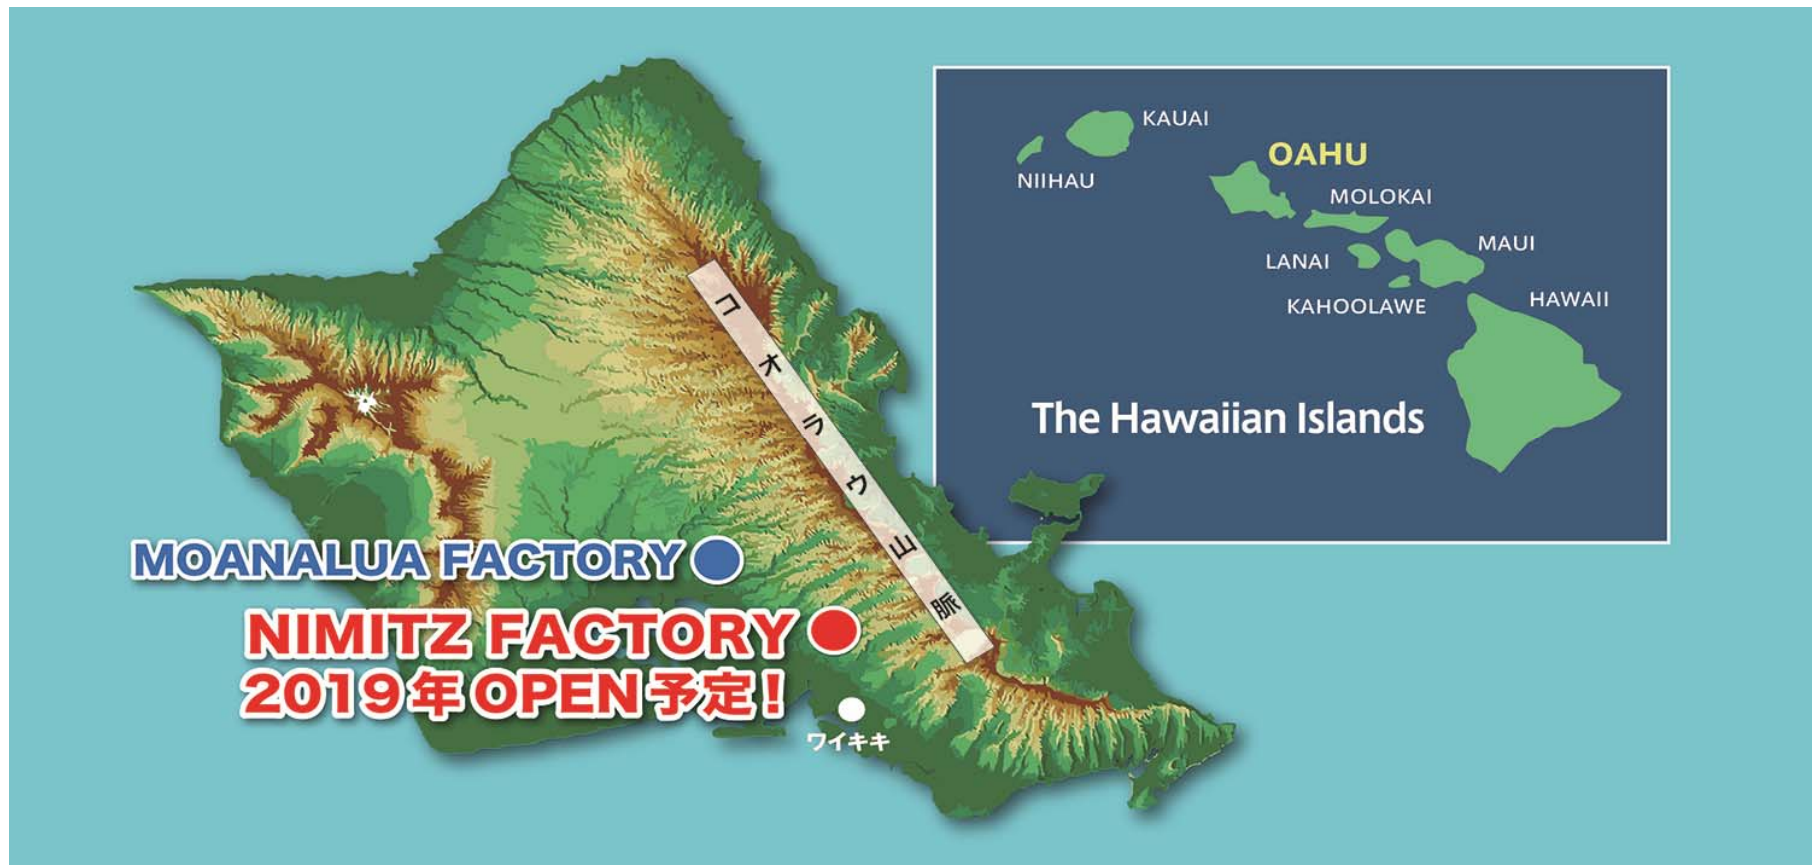 KAUAI
NIIHAU
OAHU
MOLOKAI
LANAI
MAUI
KAHOOLAWE
HAWAII
The Hawaiian Islands
コオラウ山脈
MOANALUA FACTORY
NIMITZ FACTORY
2019年OPEN予定!
ワイキキ